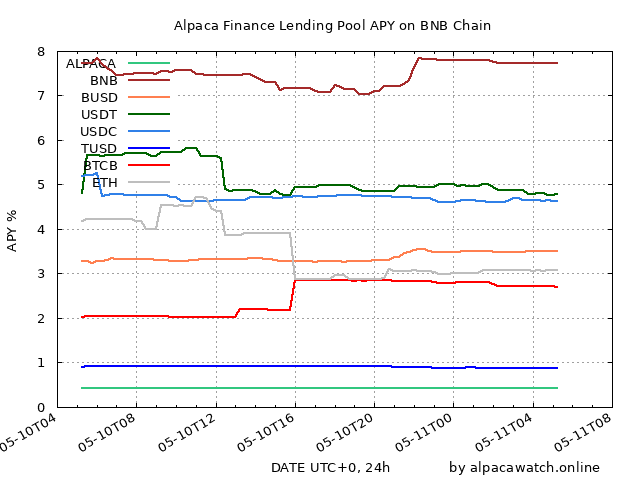 Alpaca Finance Lending Pool APY on BNB Chain
8
7
6
5
4
3
2
1
0
APY %
ALPACA
BNB
BUSD
USDT
USDC
TUSD
BTCB
ETH
05-10T04
05-10T08
05-10T12
05-10T16
05-10T20
05-11T00
05-11T04
05-11T08
DATE UTC+0, 24h
by alpacawatch.online